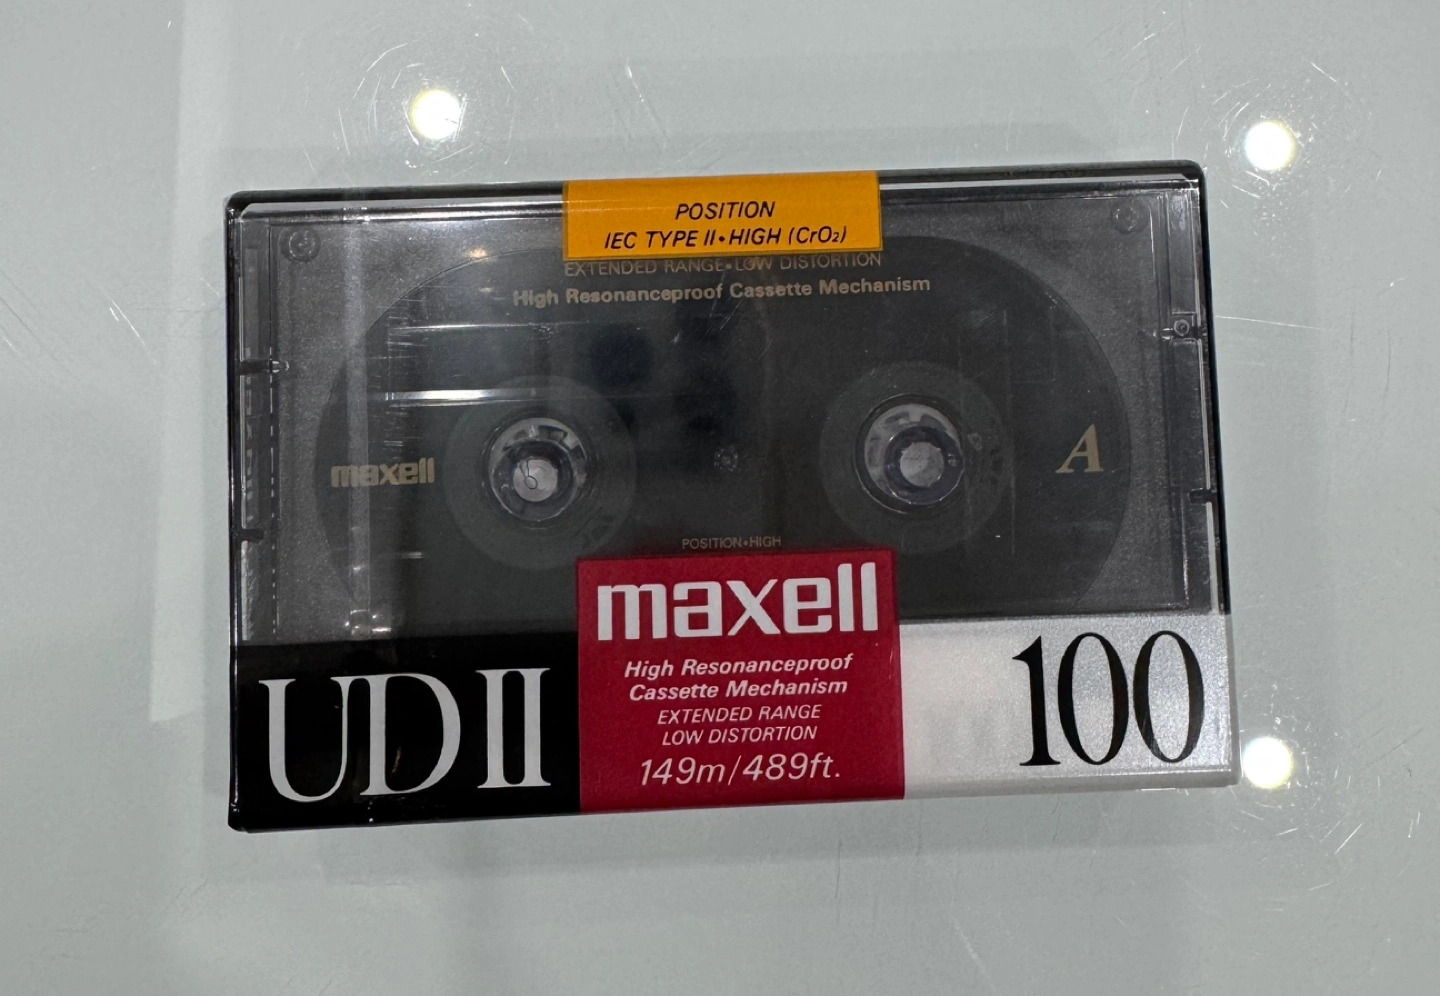 POSITION
IEC TYPE II•HIGH (CrO₂)
EXTENDED RANGE•LOW DISTORTION
High Resonanceproof Cassette Mechanism
maxell
A
POSITION•HIGH
maxell
High Resonanceproof
Cassette Mechanism
EXTENDED RANGE
LOW DISTORTION
149m/489ft.
UDII
100